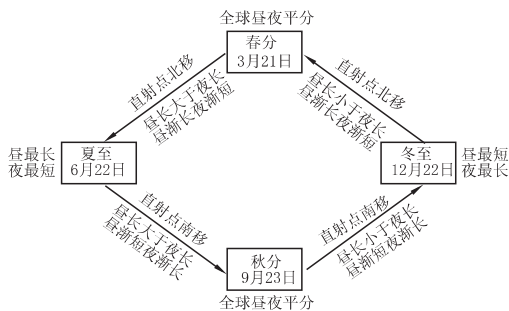 全球昼夜平分
春分
3月21日
直射点北移
昼长大于夜长
昼渐长夜渐短
直射点北移
昼长小于夜长
昼渐长夜渐短
昼最长
夜最短
夏至
6月22日
冬至
12月22日
昼最短
夜最长
直射点南移
昼长大于夜长
昼渐短夜渐长
直射点南移
昼长小于夜长
昼渐短夜渐长
秋分
9月23日
全球昼夜平分